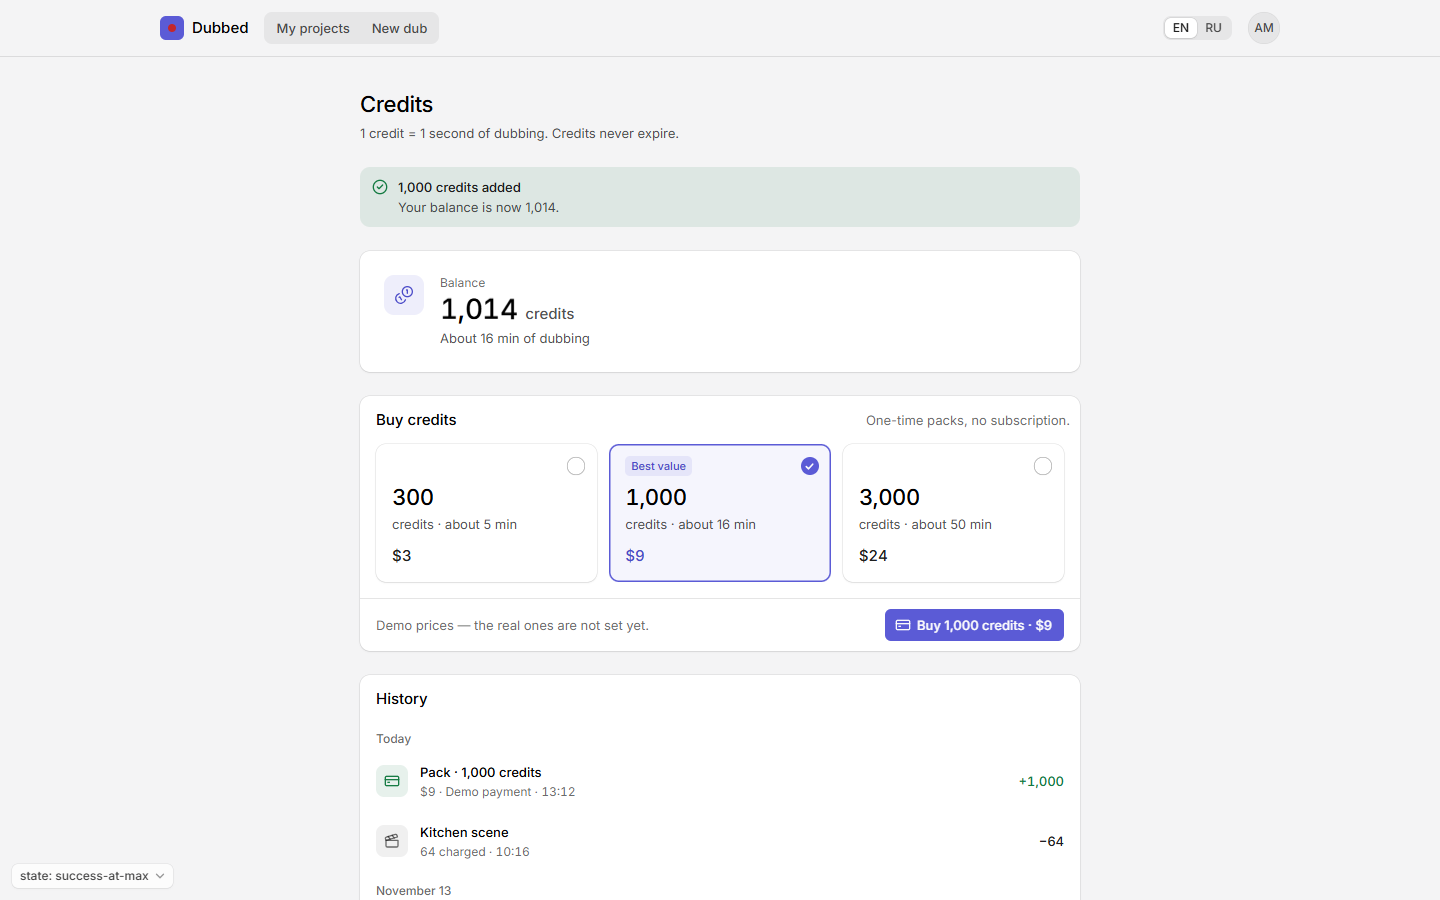 Dubbed
My projects
New dub
EN
RU
AM
Credits
1 credit = 1 second of dubbing. Credits never expire.
1,000 credits added
Your balance is now 1,014.
Balance
1,014 credits
About 16 min of dubbing
Buy credits
One-time packs, no subscription.
300
credits · about 5 min
$3
Best value
1,000
credits · about 16 min
$9
3,000
credits · about 50 min
$24
Demo prices — the real ones are not set yet.
Buy 1,000 credits · $9
History
Today
Pack · 1,000 credits
$9 · Demo payment · 13:12
+1,000
Kitchen scene
64 charged · 10:16
−64
November 13
state: success-at-max